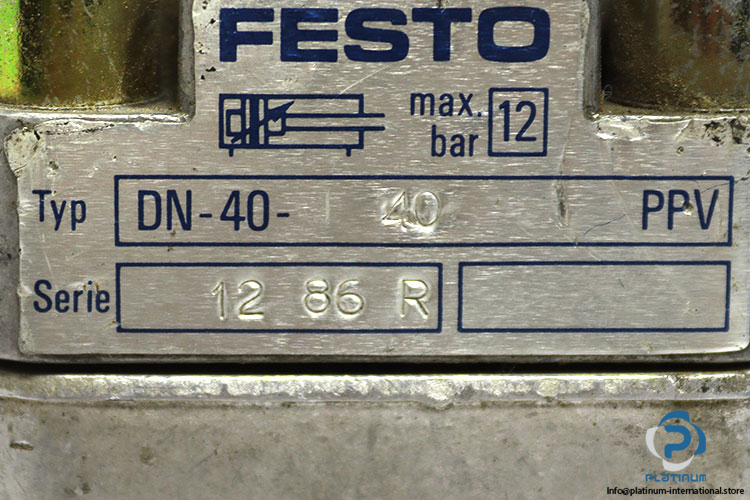 FESTO
max. bar 12
Typ DN-40- 40 PPV
Serie 12 86 R
PLATINUM
Info@platinum-international.store